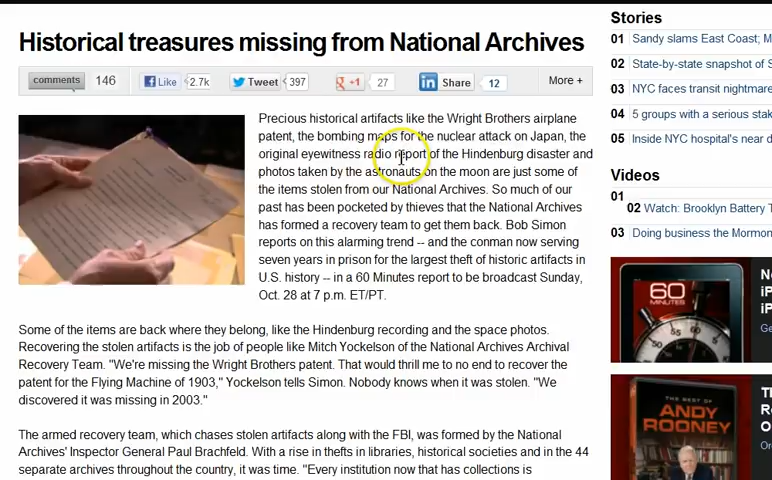 Historical treasures missing from National Archives
comments 146 Like 2.7k Tweet 397 +1 27 in Share 12 More +
Precious historical artifacts like the Wright Brothers airplane
patent, the bombing maps for the nuclear attack on Japan, the
original eyewitness radio report of the Hindenburg disaster and
photos taken by the astronauts on the moon are just some of
the items stolen from our National Archives. So much of our
past has been pocketed by thieves that the National Archives
has formed a recovery team to get them back. Bob Simon
reports on this alarming trend -- and the conman now serving
seven years in prison for the largest theft of historic artifacts in
U.S. history -- in a 60 Minutes report to be broadcast Sunday,
Oct. 28 at 7 p.m. ET/PT.
Some of the items are back where they belong, like the Hindenburg recording and the space photos.
Recovering the stolen artifacts is the job of people like Mitch Yockelson of the National Archives Archival
Recovery Team. "We're missing the Wright Brothers patent. That would thrill me to no end to recover the
patent for the Flying Machine of 1903," Yockelson tells Simon. Nobody knows when it was stolen. "We
discovered it was missing in 2003."
The armed recovery team, which chases stolen artifacts along with the FBI, was formed by the National
Archives' Inspector General Paul Brachfeld. With a rise in thefts in libraries, historical societies and in the 44
separate archives throughout the country, it was time. "Every institution now that has collections is
Stories
01 Sandy slams East Coast; M
02 State-by-state snapshot of S
03 NYC faces transit nightmare
04 5 groups with a serious stak
05 Inside NYC hospital's near d
Videos
01
02 Watch: Brooklyn Battery T
03 Doing business the Mormon
60
MINUTES
THE BEST OF
ANDY
ROONEY